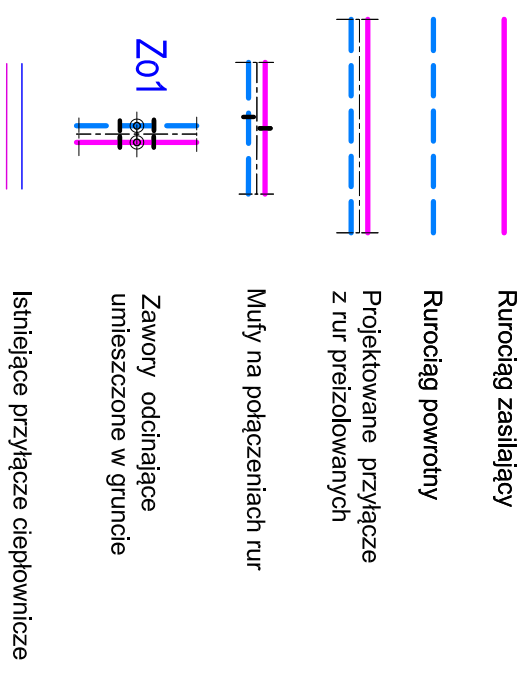 Rurociąg zasilający
Rurociąg powrotny
Projektowane przyłącze
z rur preizolowanych
Mufy na połączeniach rur
Zo1
Zawory odcinające
umieszczone w gruncie
Istniejące przyłącze ciepłownicze